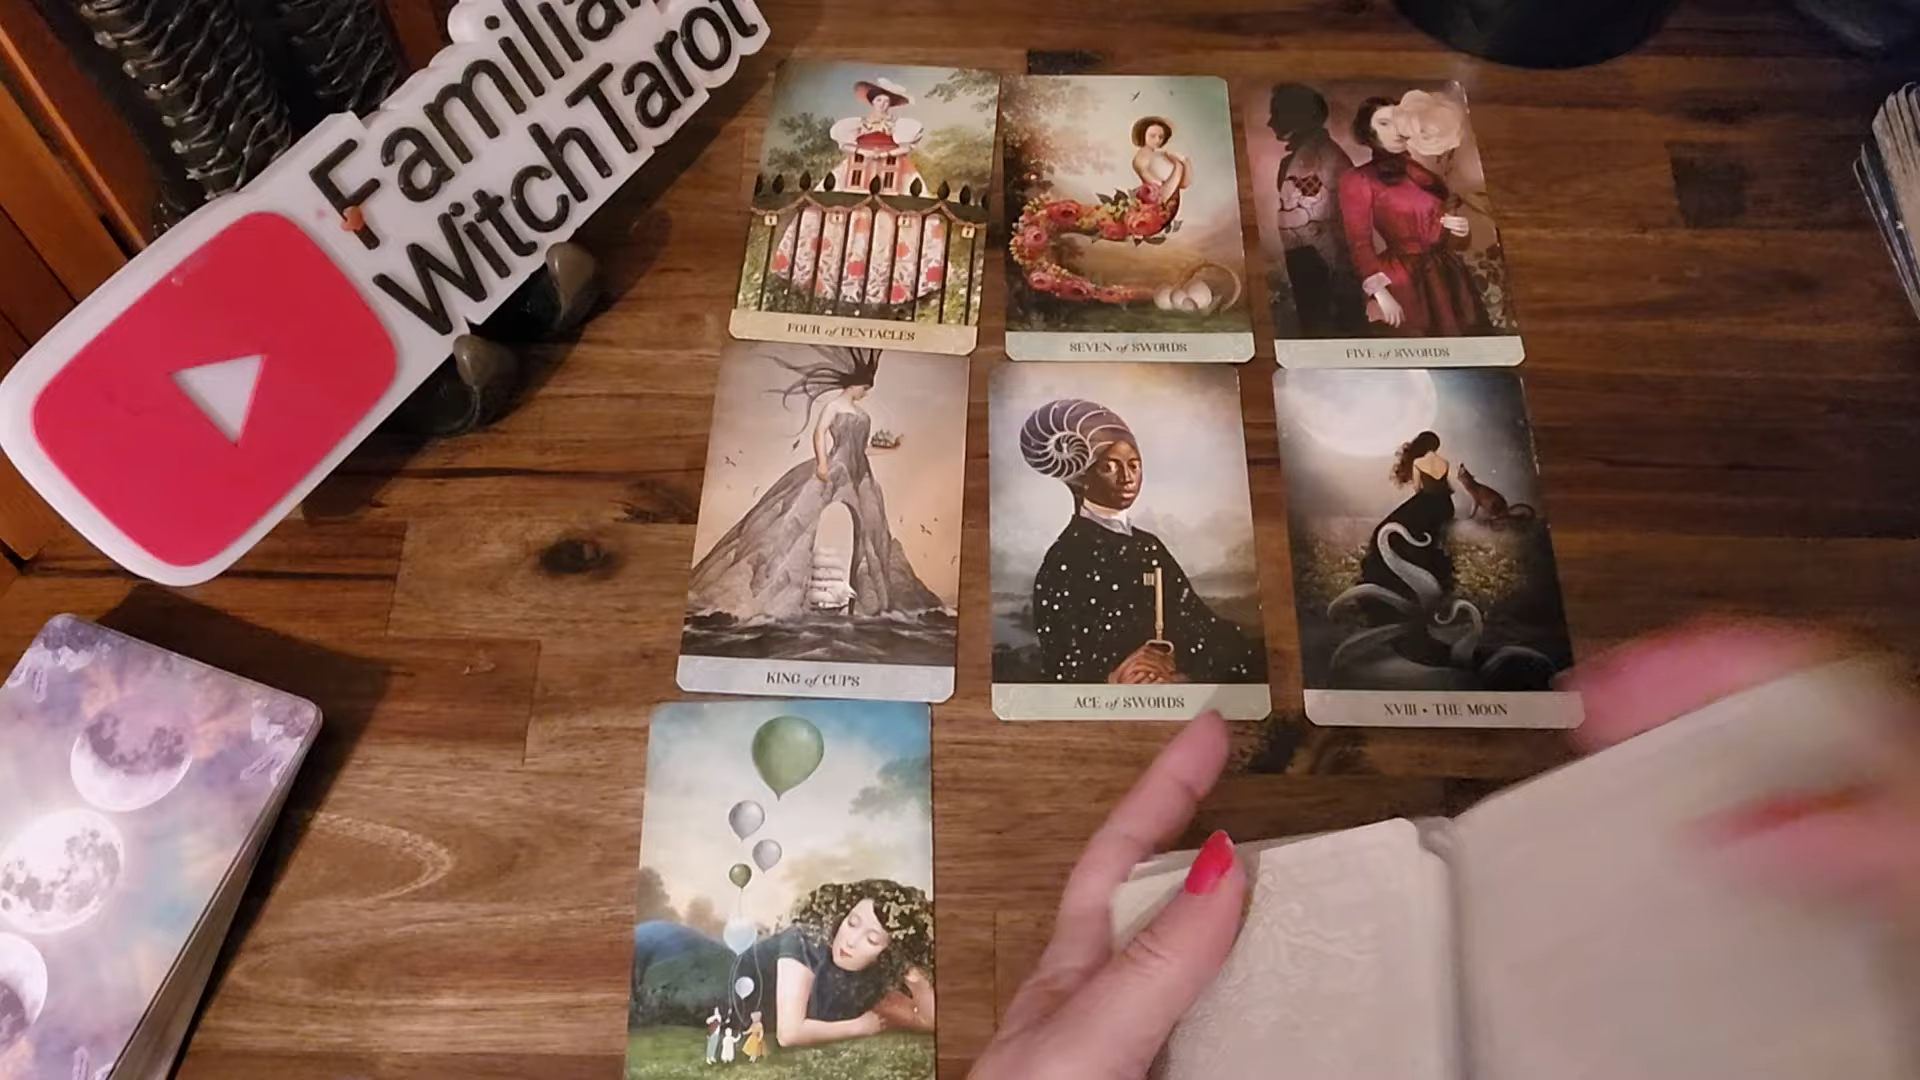 Familiar
WitchTarot
FOUR of PENTACLES
SEVEN of SWORDS
FIVE of SWORDS
KING of CUPS
ACE of SWORDS
XVIII • THE MOON